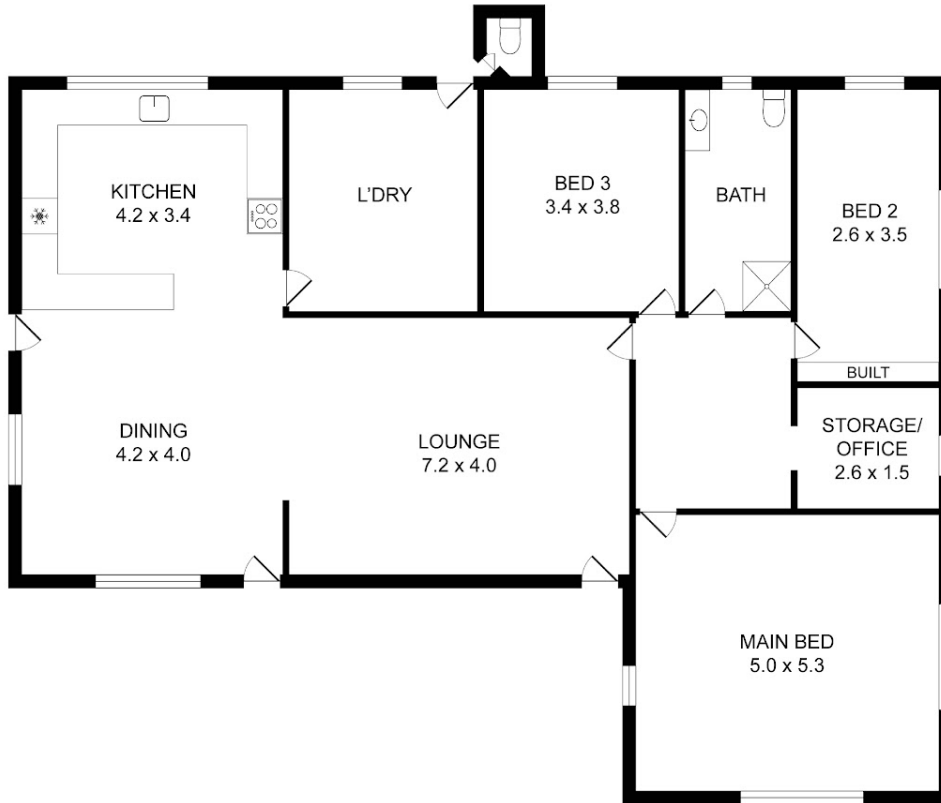 KITCHEN
4.2 x 3.4
L'DRY
BED 3
3.4 x 3.8
BATH
BED 2
2.6 x 3.5
BUILT
DINING
4.2 x 4.0
LOUNGE
7.2 x 4.0
STORAGE/
OFFICE
2.6 x 1.5
MAIN BED
5.0 x 5.3